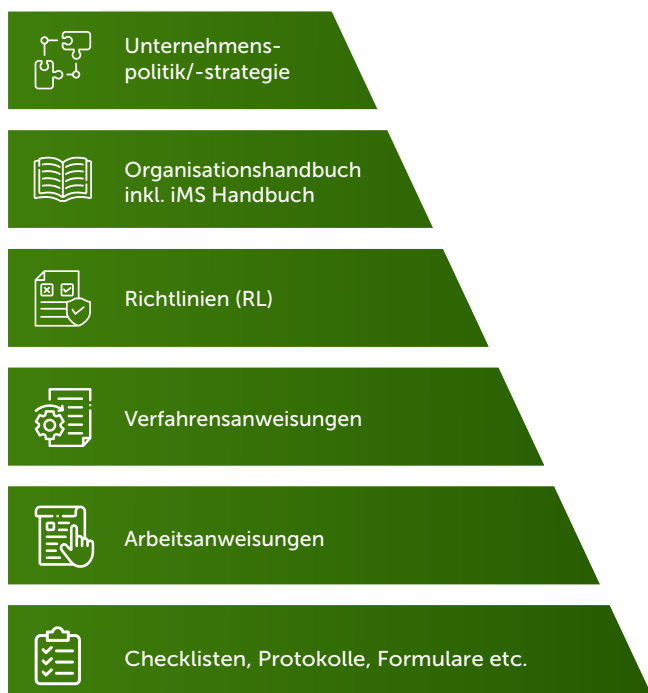 Unternehmens-
politik/-strategie
Organisationshandbuch
inkl. iMS Handbuch
Richtlinien (RL)
Verfahrensanweisungen
Arbeitsanweisungen
Checklisten, Protokolle, Formulare etc.